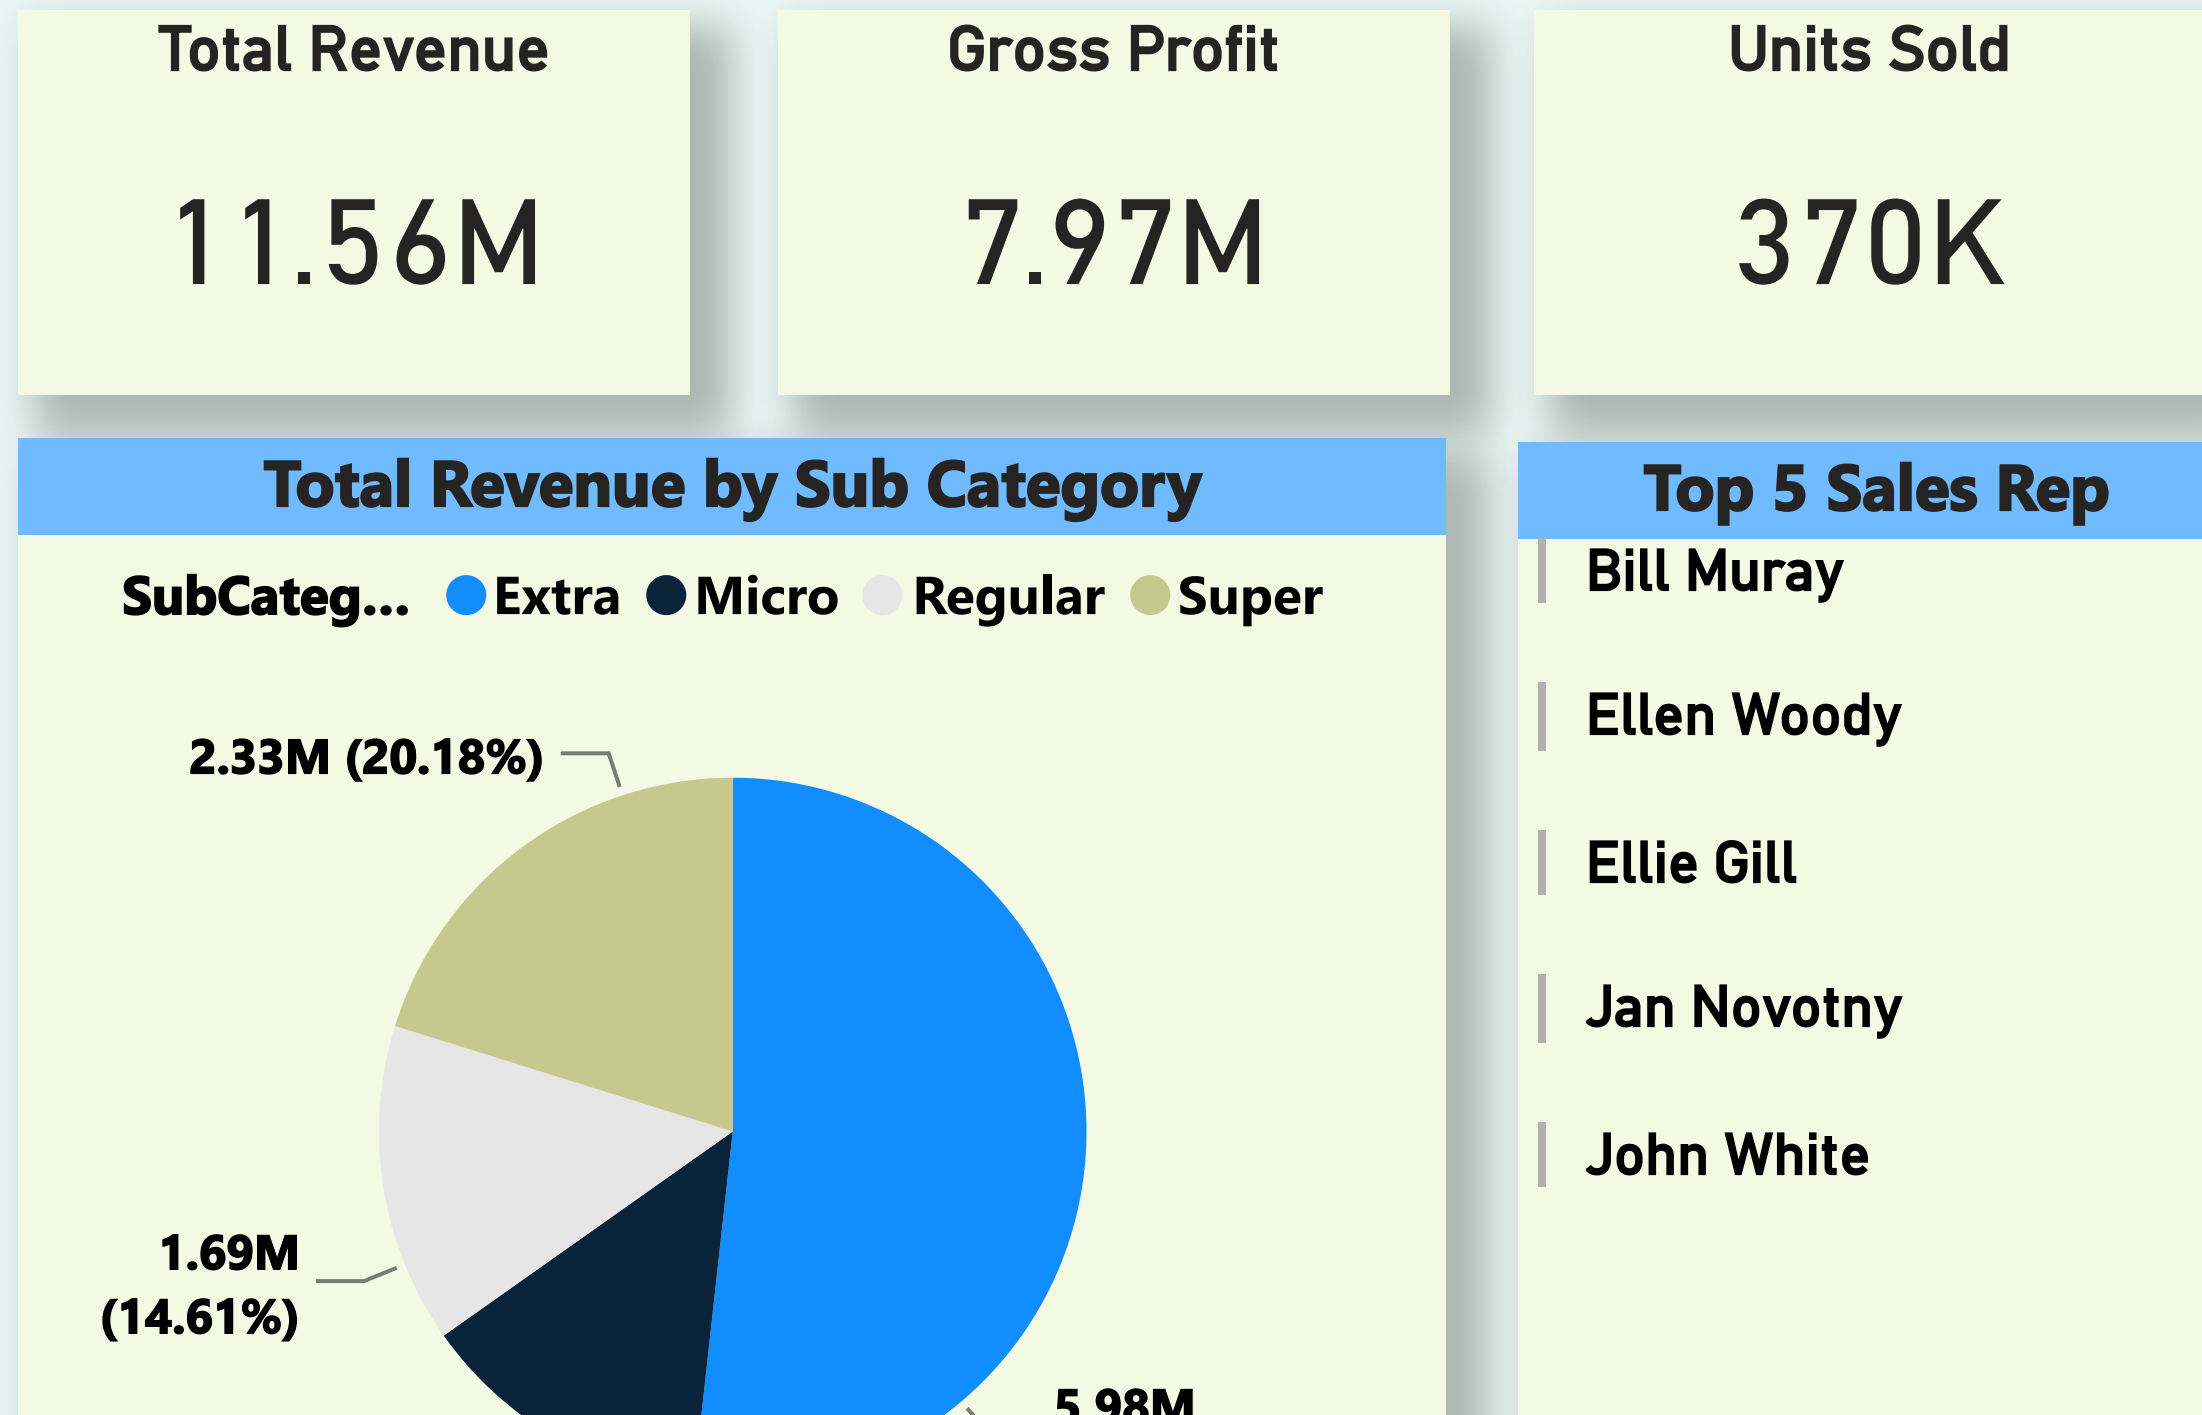 Total Revenue
11.56M
Gross Profit
7.97M
Units Sold
370K
Total Revenue by Sub Category
SubCateg... Extra Micro Regular Super
2.33M (20.18%)
1.69M
(14.61%)
5.98M
Top 5 Sales Rep
Bill Muray
Ellen Woody
Ellie Gill
Jan Novotny
John White